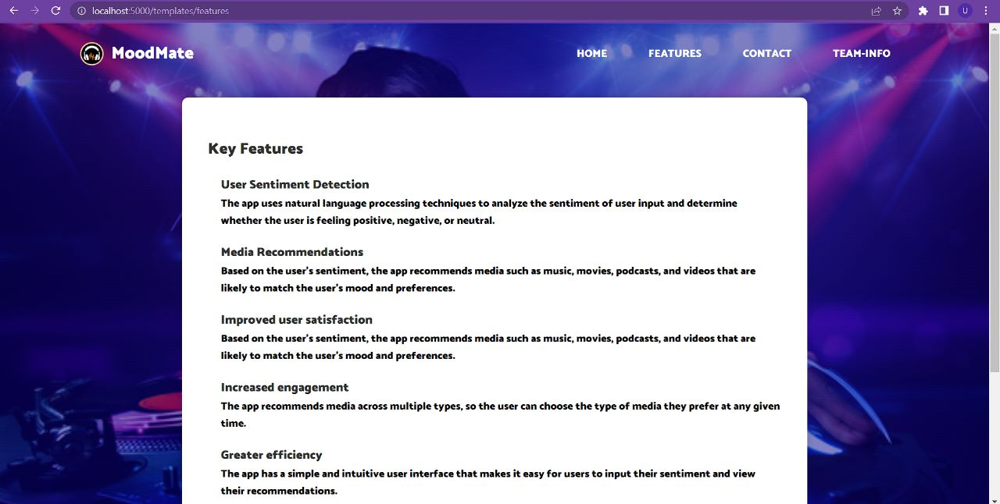 localhost:5000/templates/features
U
MoodMate
HOME FEATURES CONTACT TEAM-INFO
Key Features
User Sentiment Detection
The app uses natural language processing techniques to analyze the sentiment of user input and determine
whether the user is feeling positive, negative, or neutral.
Media Recommendations
Based on the user's sentiment, the app recommends media such as music, movies, podcasts, and videos that are
likely to match the user's mood and preferences.
Improved user satisfaction
Based on the user's sentiment, the app recommends media such as music, movies, podcasts, and videos that are
likely to match the user's mood and preferences.
Increased engagement
The app recommends media across multiple types, so the user can choose the type of media they prefer at any given
time.
Greater efficiency
The app has a simple and intuitive user interface that makes it easy for users to input their sentiment and view
their recommendations.